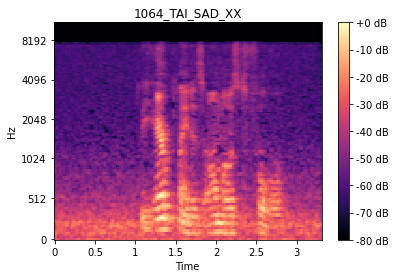 1064_TAI_SAD_XX
+0 dB
8192
-10 dB
-20 dB
4096
-30 dB
Hz
2048
-40 dB
1024
-50 dB
512
-60 dB
-70 dB
0
-80 dB
0 0.5 1 1.5 2 2.5 3
Time